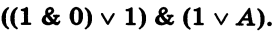 ((1 & 0) ∨ 1) & (1 ∨ A).